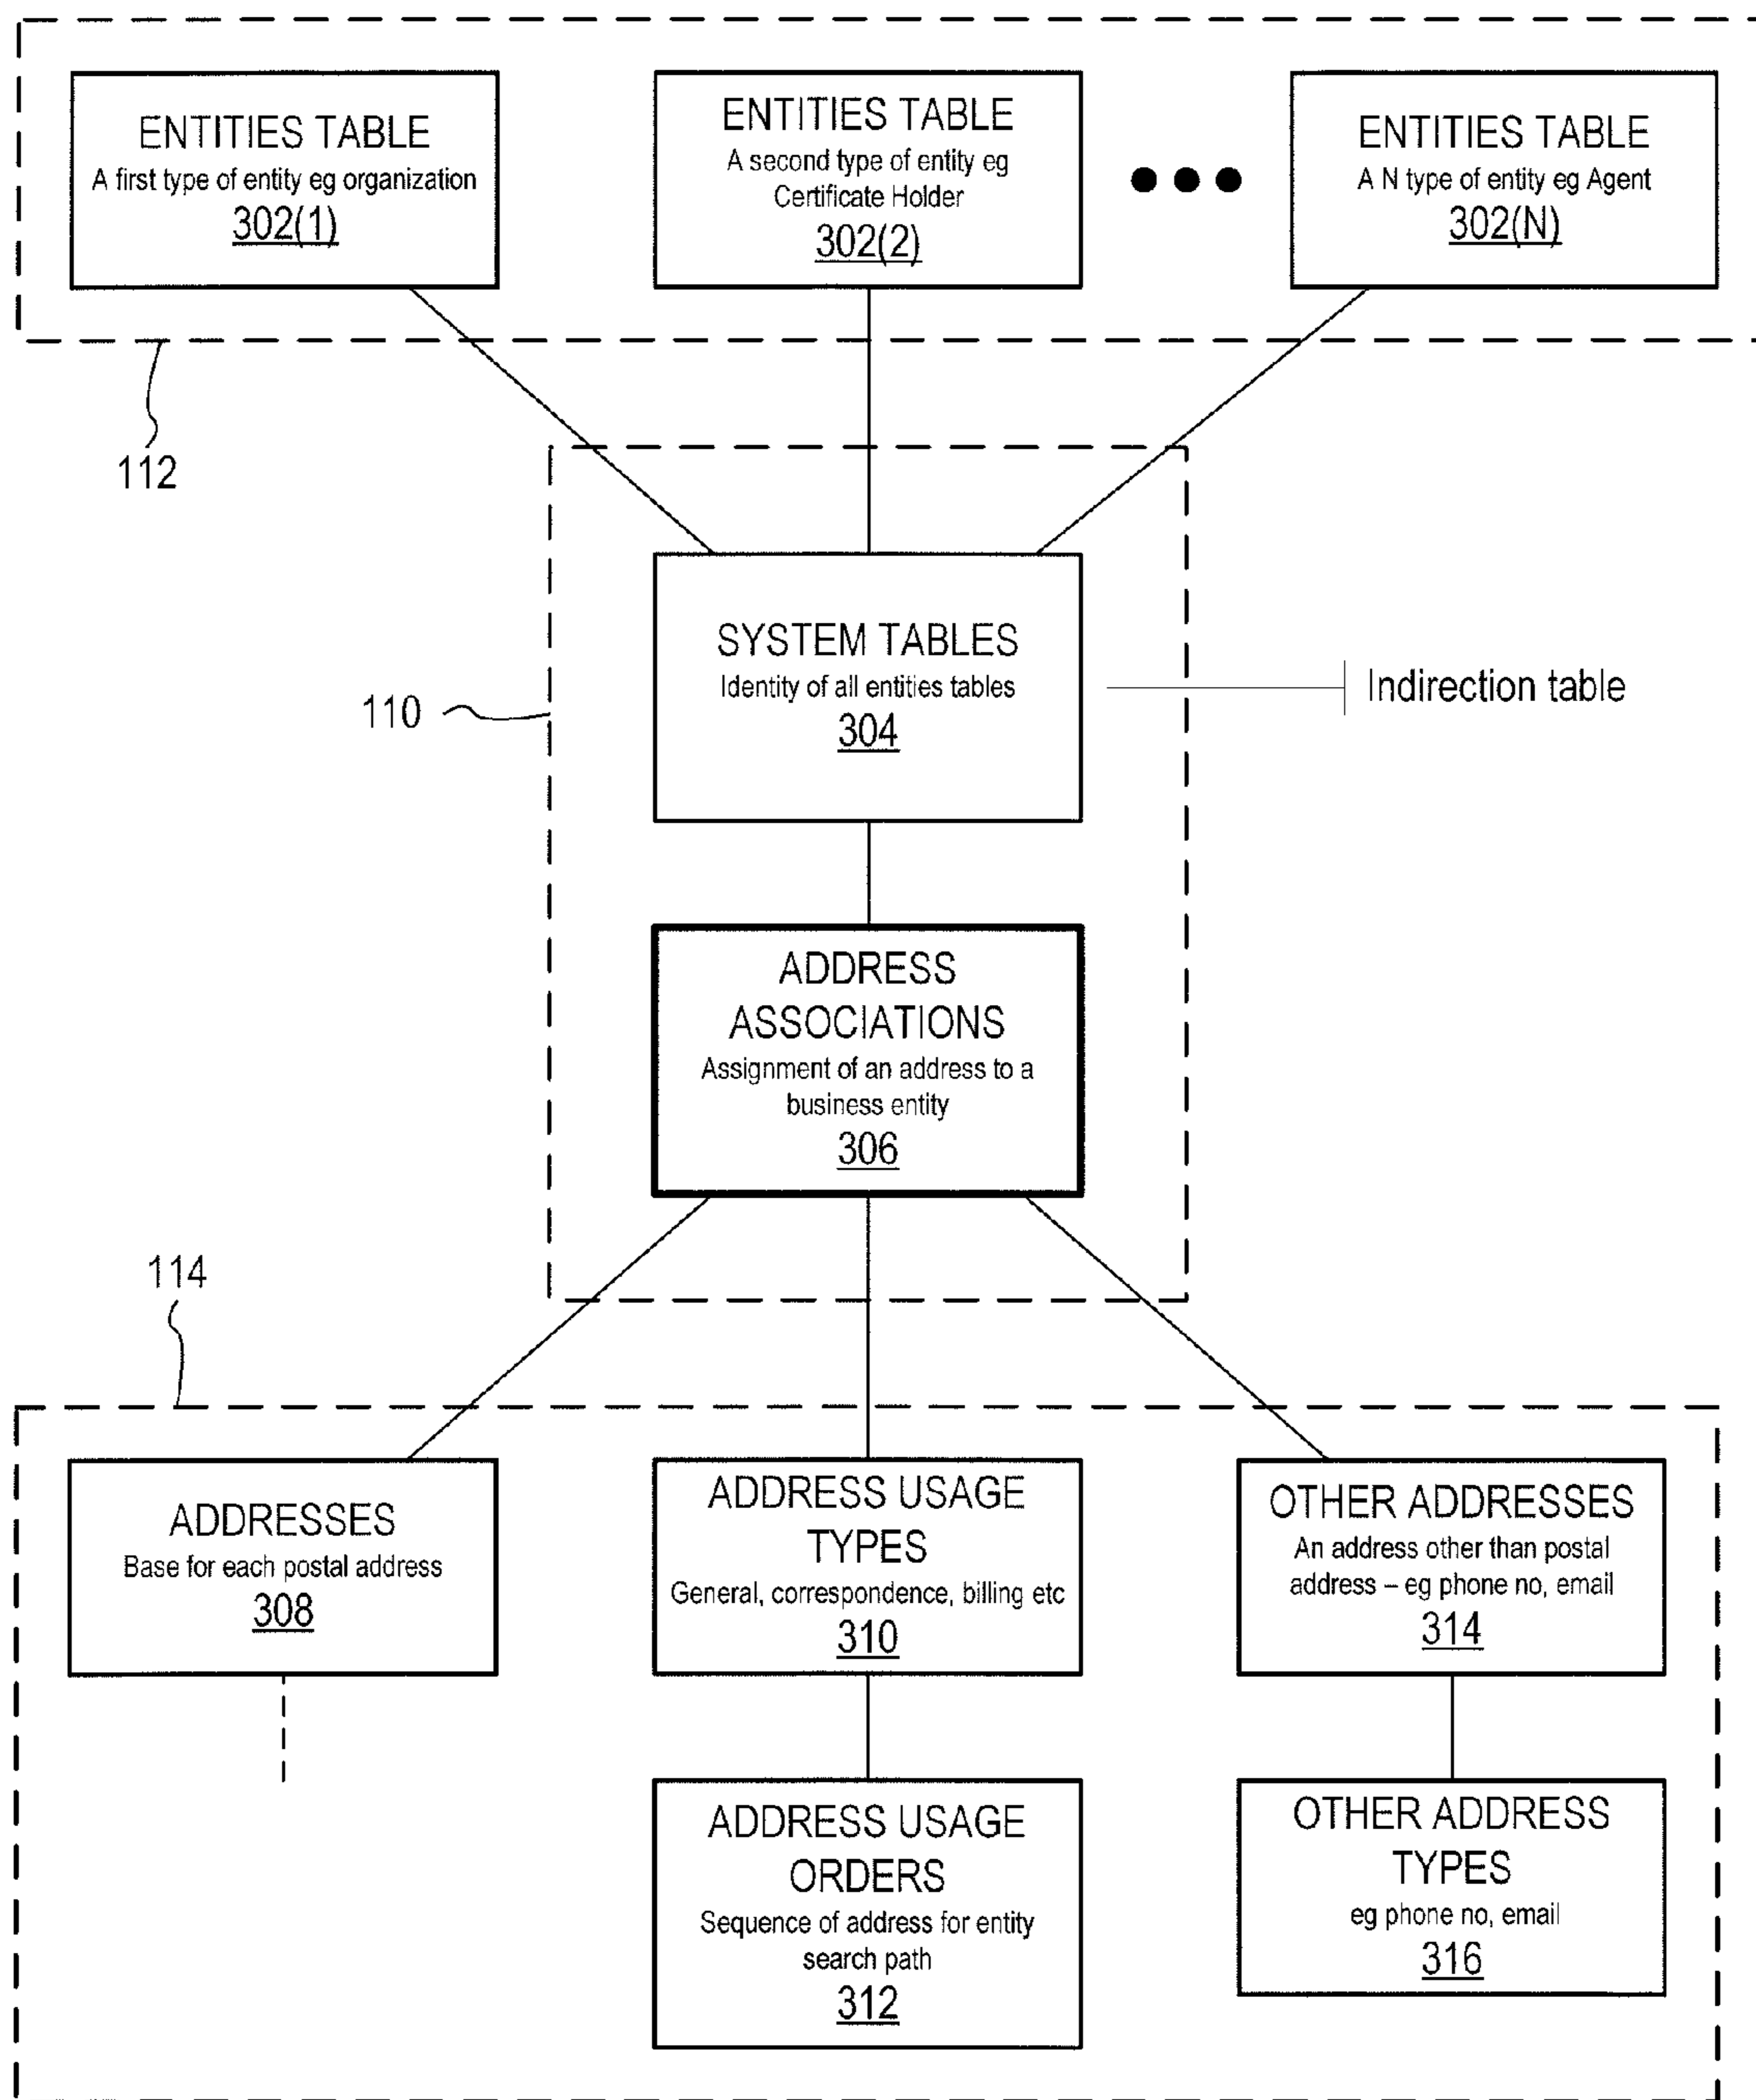 ENTITIES TABLE
A first type of entity eg organization
302(1)
ENTITIES TABLE
A second type of entity eg
Certificate Holder
302(2)
ENTITIES TABLE
A N type of entity eg Agent
302(N)
112
SYSTEM TABLES
Identity of all entities tables
304
110
Indirection table
ADDRESS
ASSOCIATIONS
Assignment of an address to a
business entity
306
114
ADDRESSES
Base for each postal address
308
ADDRESS USAGE
TYPES
General, correspondence, billing etc
310
OTHER ADDRESSES
An address other than postal
address – eg phone no, email
314
ADDRESS USAGE
ORDERS
Sequence of address for entity
search path
312
OTHER ADDRESS
TYPES
eg phone no, email
316